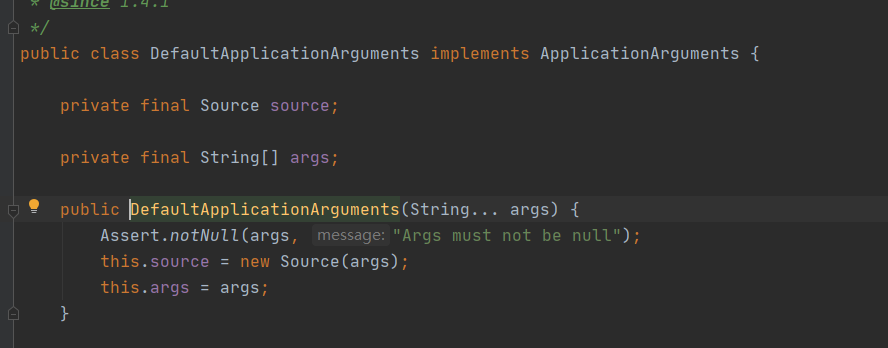 * @since 1.4.1
*/
public class DefaultApplicationArguments implements ApplicationArguments {
private final Source source;
private final String[] args;
public DefaultApplicationArguments(String... args) {
Assert.notNull(args, message: "Args must not be null");
this.source = new Source(args);
this.args = args;
}